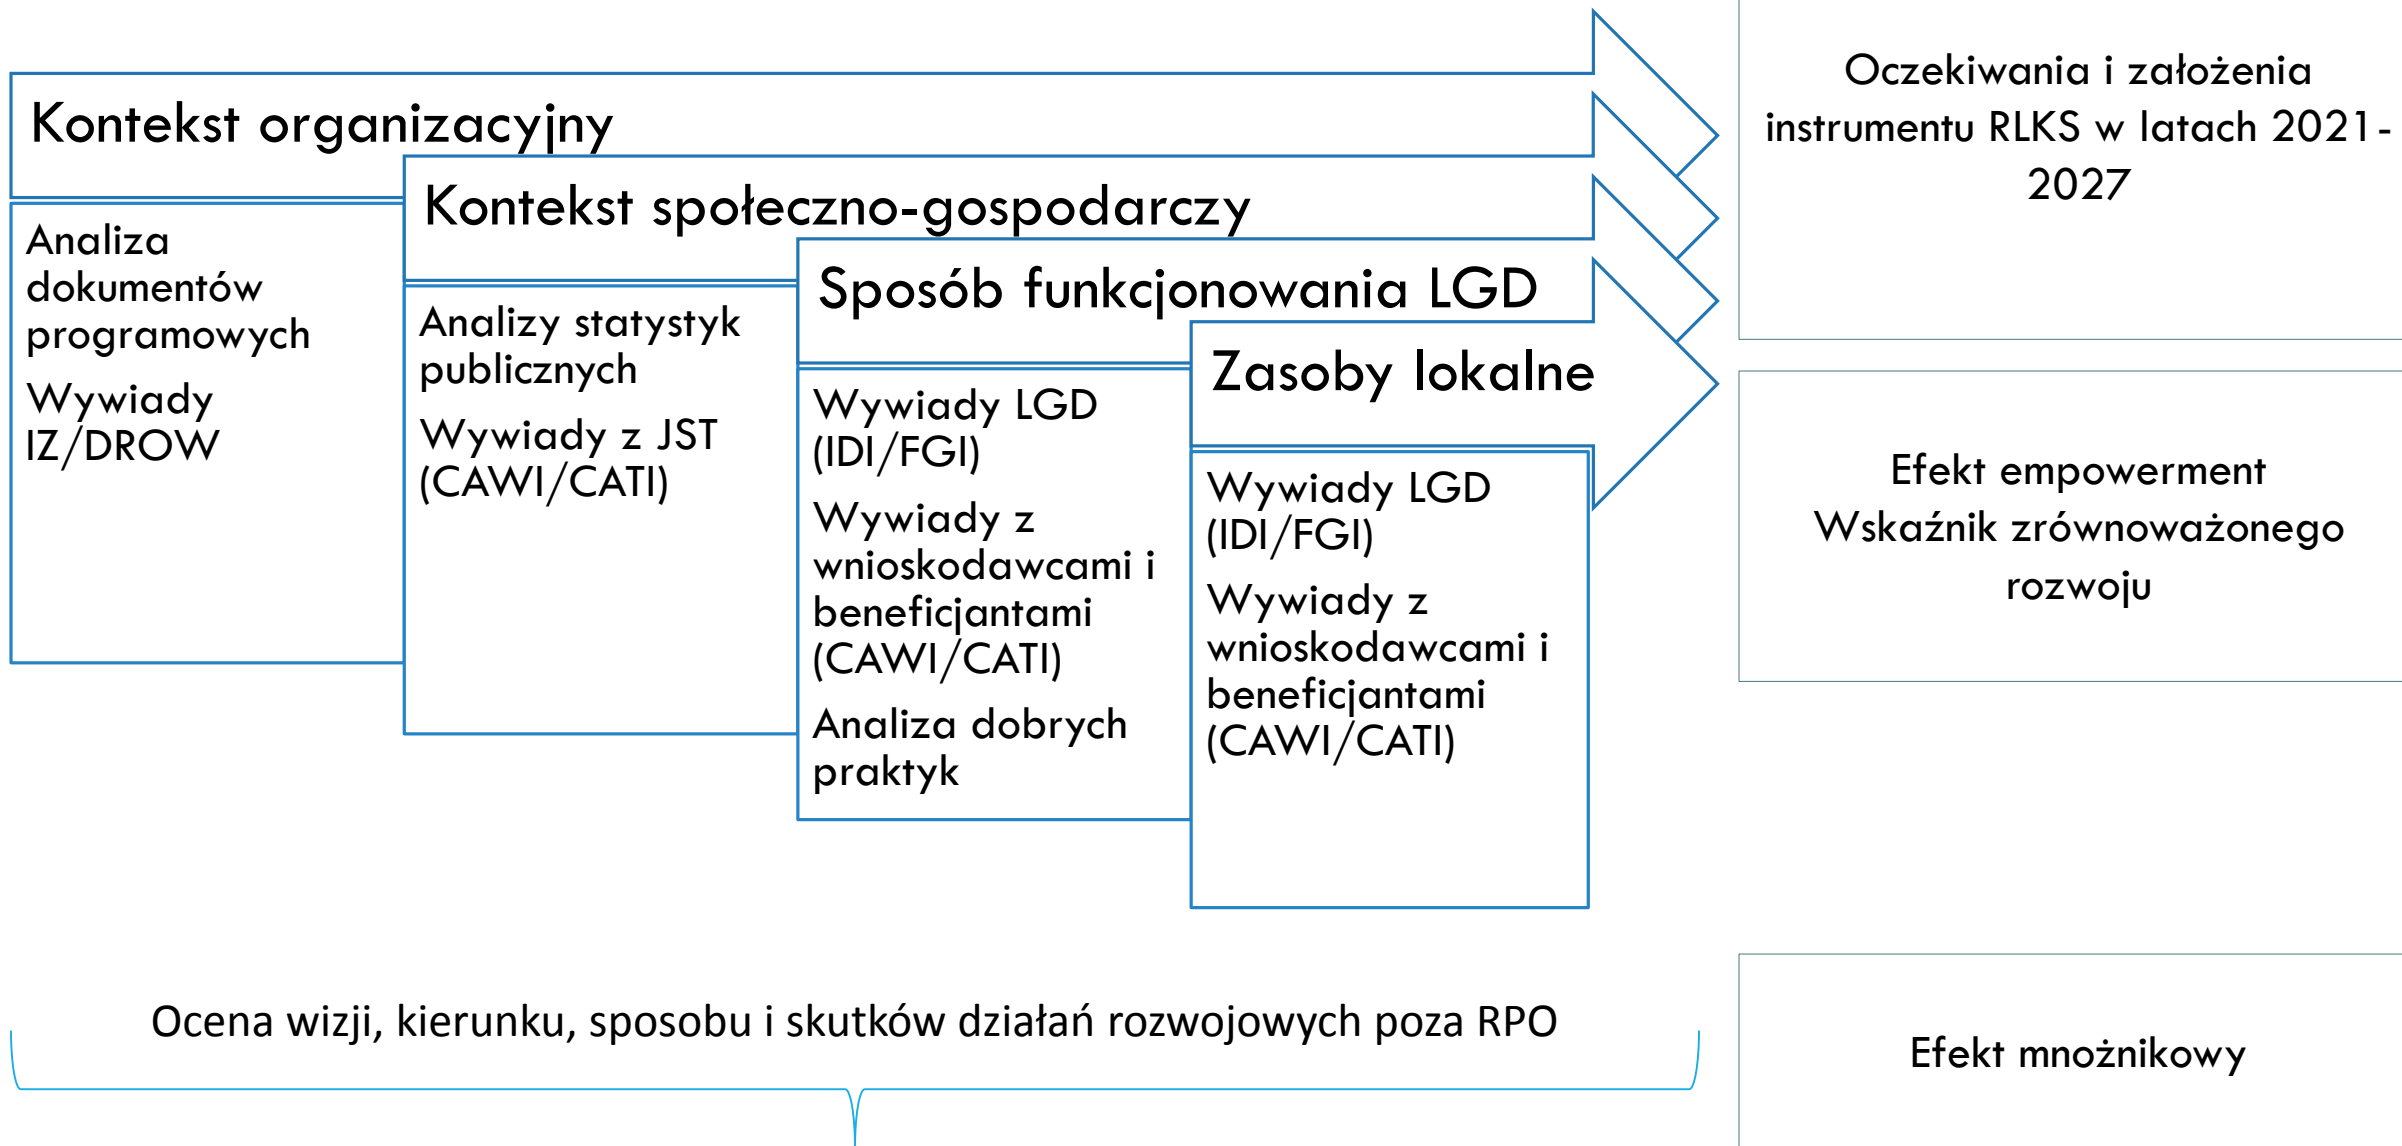 Kontekst organizacyjny
Analiza
dokumentów
programowych
Wywiady
IZ/DROW
Kontekst społeczno-gospodarczy
Analizy statystyk
publicznych
Wywiady z JST
(CAWI/CATI)
Sposób funkcjonowania LGD
Wywiady LGD
(IDI/FGI)
Wywiady z
wnioskodawcami i
beneficjantami
(CAWI/CATI)
Analiza dobrych
praktyk
Zasoby lokalne
Wywiady LGD
(IDI/FGI)
Wywiady z
wnioskodawcami i
beneficjantami
(CAWI/CATI)
Oczekiwania i założenia
instrumentu RLKS w latach 2021-
2027
Efekt empowerment
Wskaźnik zrównoważonego
rozwoju
Ocena wizji, kierunku, sposobu i skutków działań rozwojowych poza RPO
Efekt mnożnikowy